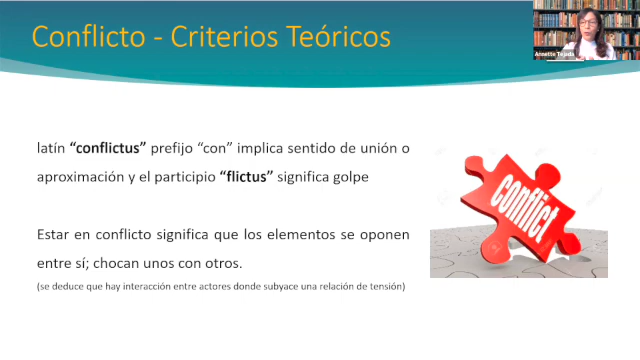 Conflicto - Criterios Teóricos
Annette Tejada
latín “conflictus” prefijo “con” implica sentido de unión o
aproximación y el participio “flictus” significa golpe
Estar en conflicto significa que los elementos se oponen
entre sí; chocan unos con otros.
(se deduce que hay interacción entre actores donde subyace una relación de tensión)
conflict